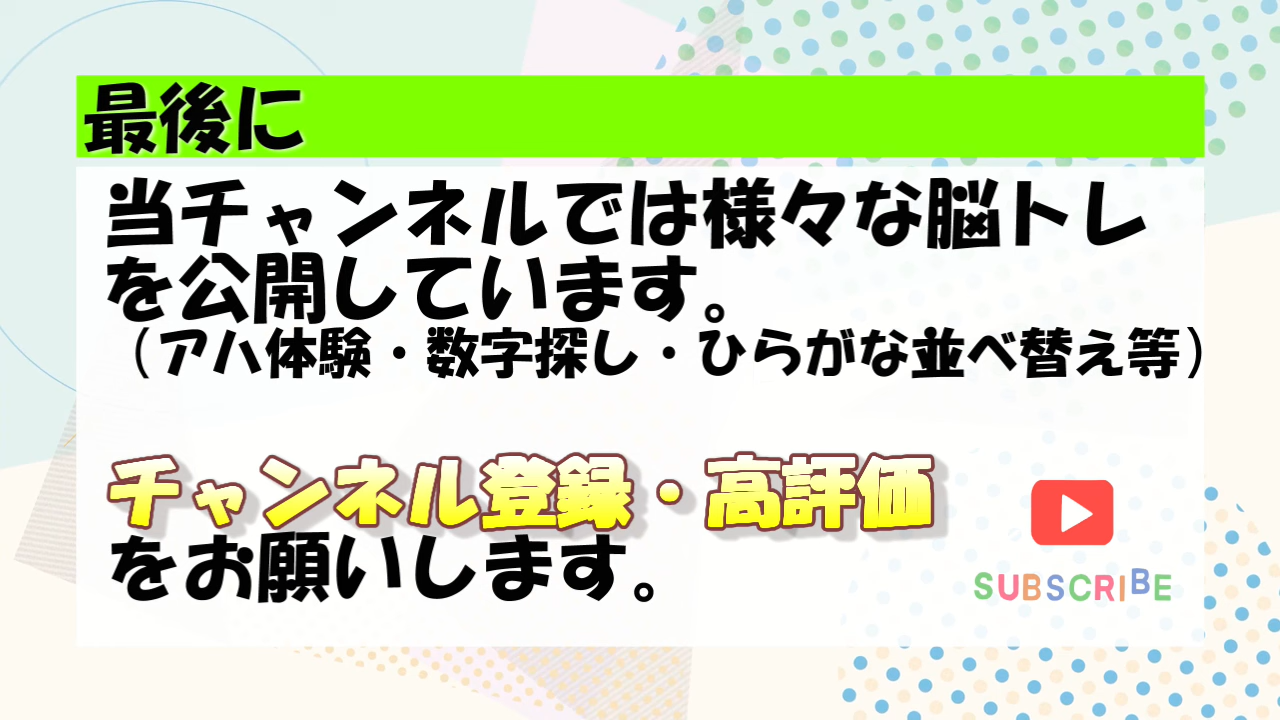 最後に
当チャンネルでは様々な脳トレ
を公開しています。
（アハ体験・数字探し・ひらがな並べ替え等）
チャンネル登録・高評価
をお願いします。
SUBSCRIBE